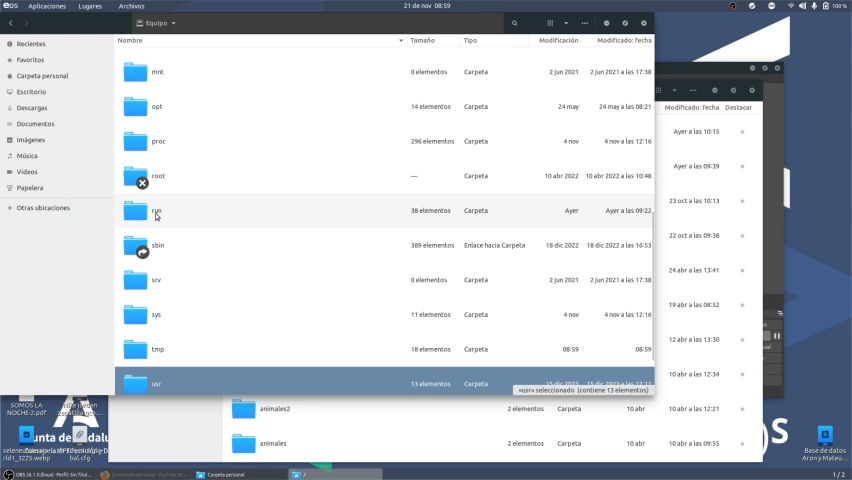 eos Aplicaciones Lugares Archivos 21 de nov 08:59 100 %
Equipo
Recientes
Favoritos
Carpeta personal
Escritorio
Descargas
Documentos
Imágenes
Música
Vídeos
Papelera
+ Otras ubicaciones
Nombre Tamaño Tipo Modificación Modificado: fecha
mnt 0 elementos Carpeta 2 jun 2021 2 jun 2021 a las 17:38
opt 14 elementos Carpeta 24 may 24 may a las 08:21
proc 296 elementos Carpeta 4 nov 4 nov a las 12:16
root — Carpeta 10 abr 2022 10 abr 2022 a las 10:48
run 38 elementos Carpeta Ayer Ayer a las 09:22
sbin 389 elementos Enlace hacia Carpeta 18 dic 2022 18 dic 2022 a las 16:53
srv 0 elementos Carpeta 2 jun 2021 2 jun 2021 a las 17:38
sys 11 elementos Carpeta 4 nov 4 nov a las 12:16
tmp 18 elementos Carpeta 08:59 08:59
usr 13 elementos Carpeta
«usr» seleccionado (contiene 13 elementos)
Modificado: fecha Destacar
Ayer a las 10:15
Ayer a las 09:39
23 oct a las 10:13
22 oct a las 09:38
24 abr a las 13:41
19 abr a las 08:52
12 abr a las 13:30
10 abr a las 12:34
animales2 2 elementos Carpeta 10 abr 10 abr a las 12:21
animales 2 elementos Carpeta 10 abr 10 abr a las 09:55
SOMOS LA
NOCHE-2.pdf
Base de datos
Aron y Mateu...
Carpeta personal
/
1 / 2